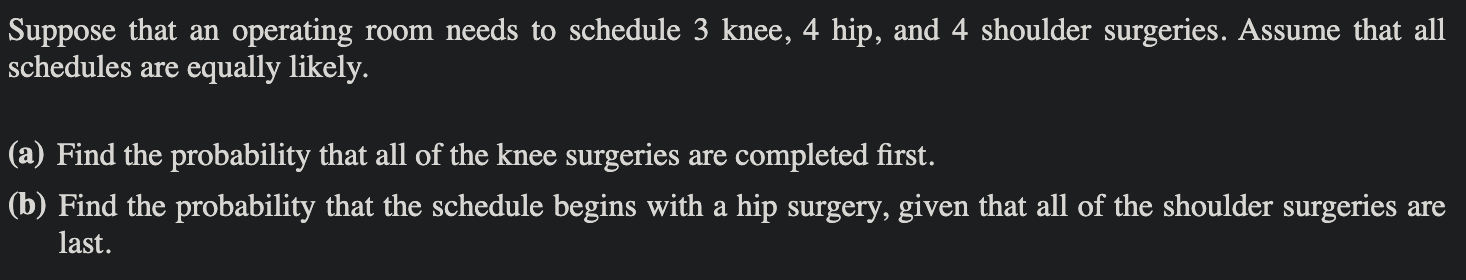 Suppose that an operating room needs to schedule 3 knee, 4 hip, and 4 shoulder surgeries. Assume that all
schedules are equally likely.
(a) Find the probability that all of the knee surgeries are completed first.
(b) Find the probability that the schedule begins with a hip surgery, given that all of the shoulder surgeries are
last.